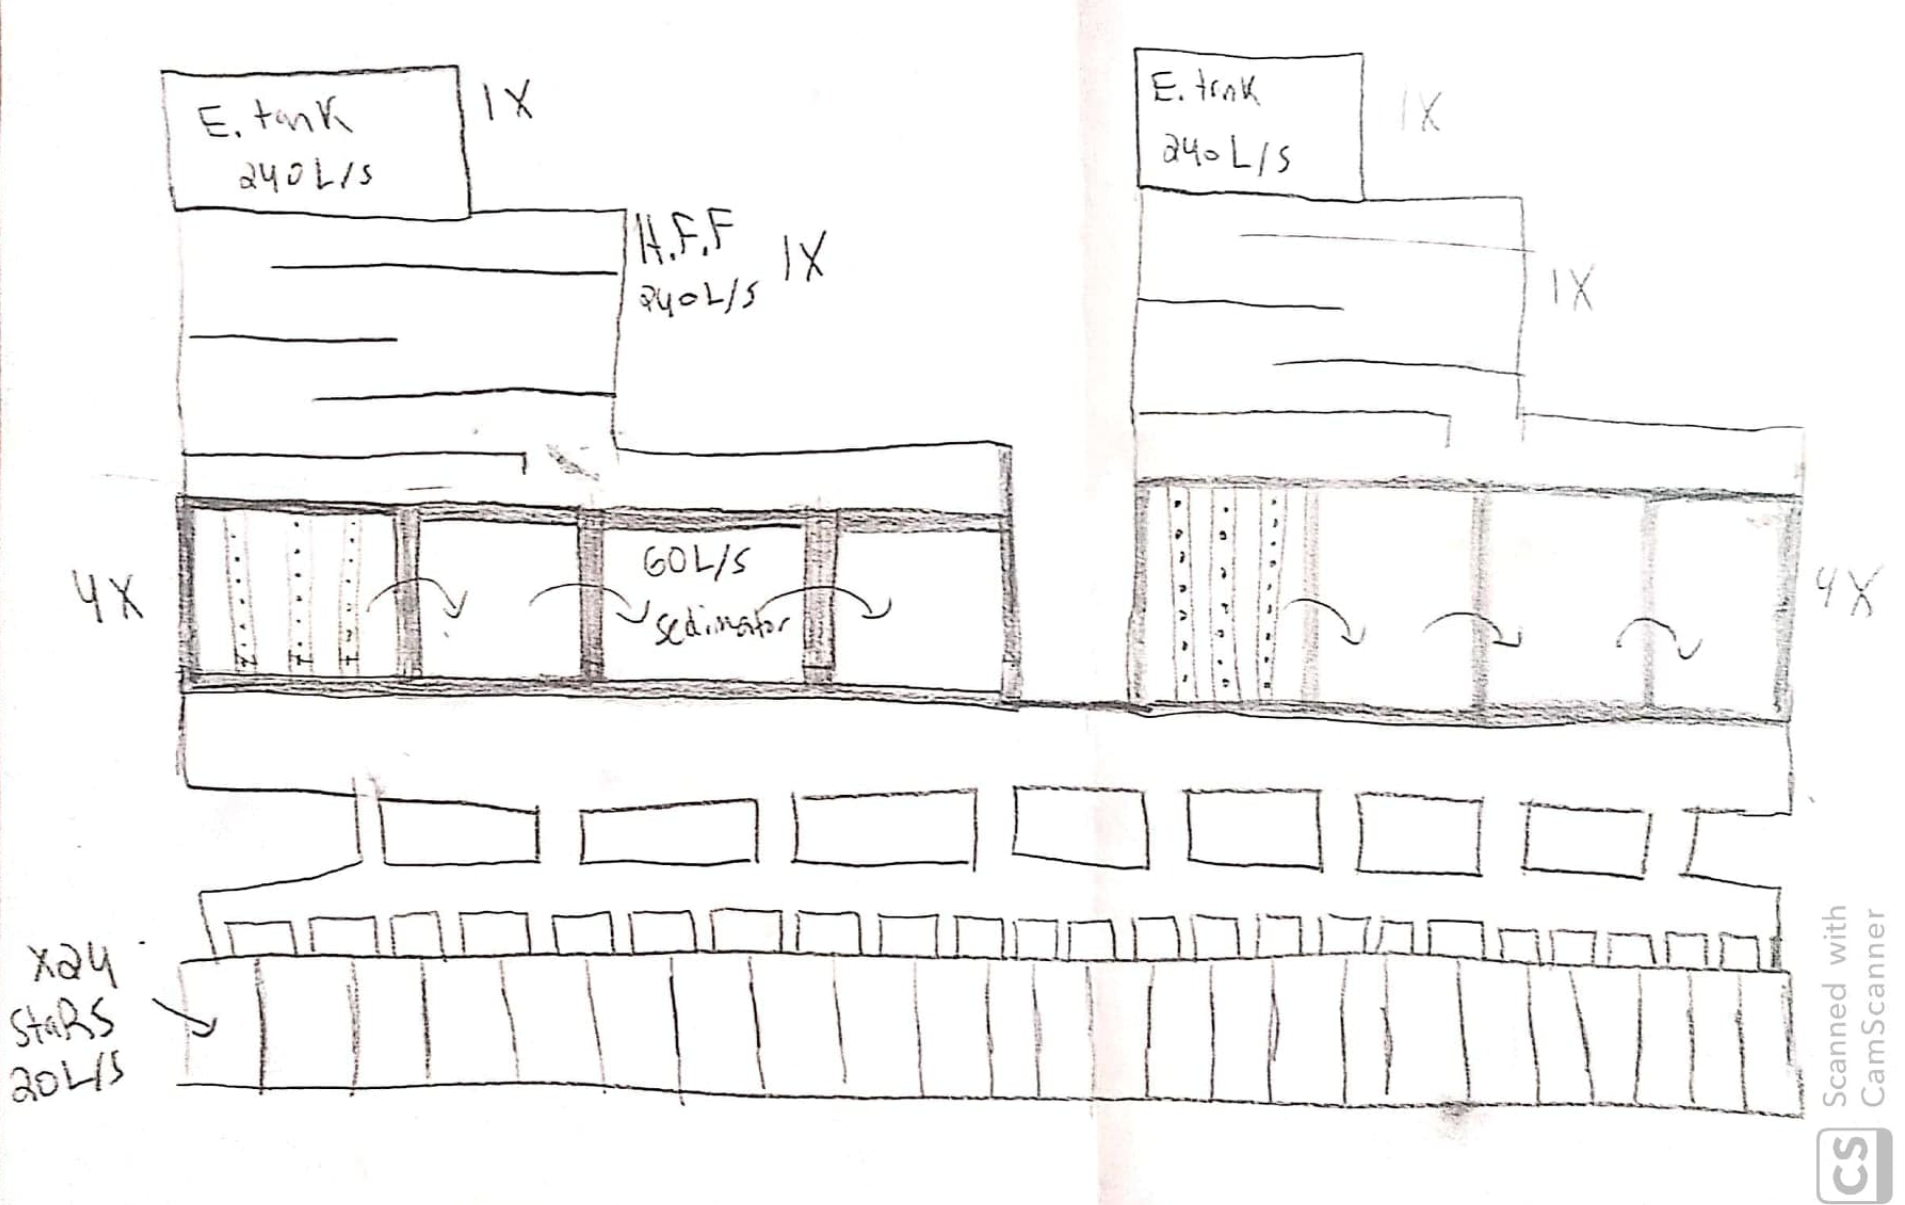 E. tank
240L/S
1X
H.F.F
240L/S
1X
4X
60L/S
sedimator
E. tank
240L/S
1X
1X
4X
X24
StaRS
20L/S
Scanned with
CamScanner
CS